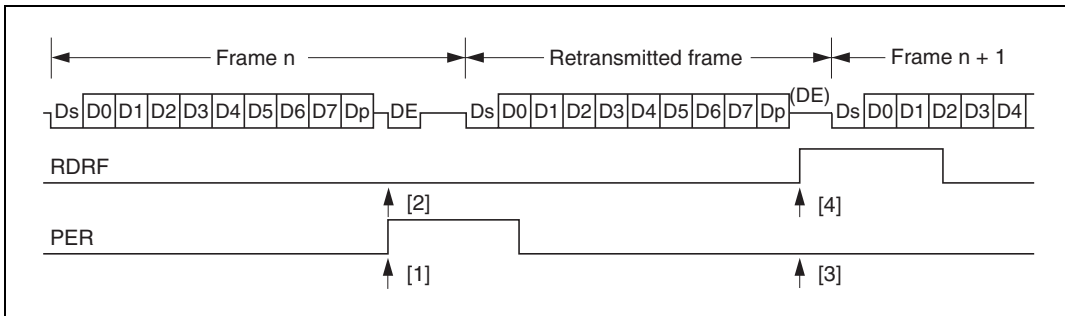 Frame n Retransmitted frame Frame n + 1
Ds D0 D1 D2 D3 D4 D5 D6 D7 Dp DE Ds D0 D1 D2 D3 D4 D5 D6 D7 Dp (DE) Ds D0 D1 D2 D3 D4
RDRF
[2] [4]
PER
[1] [3]